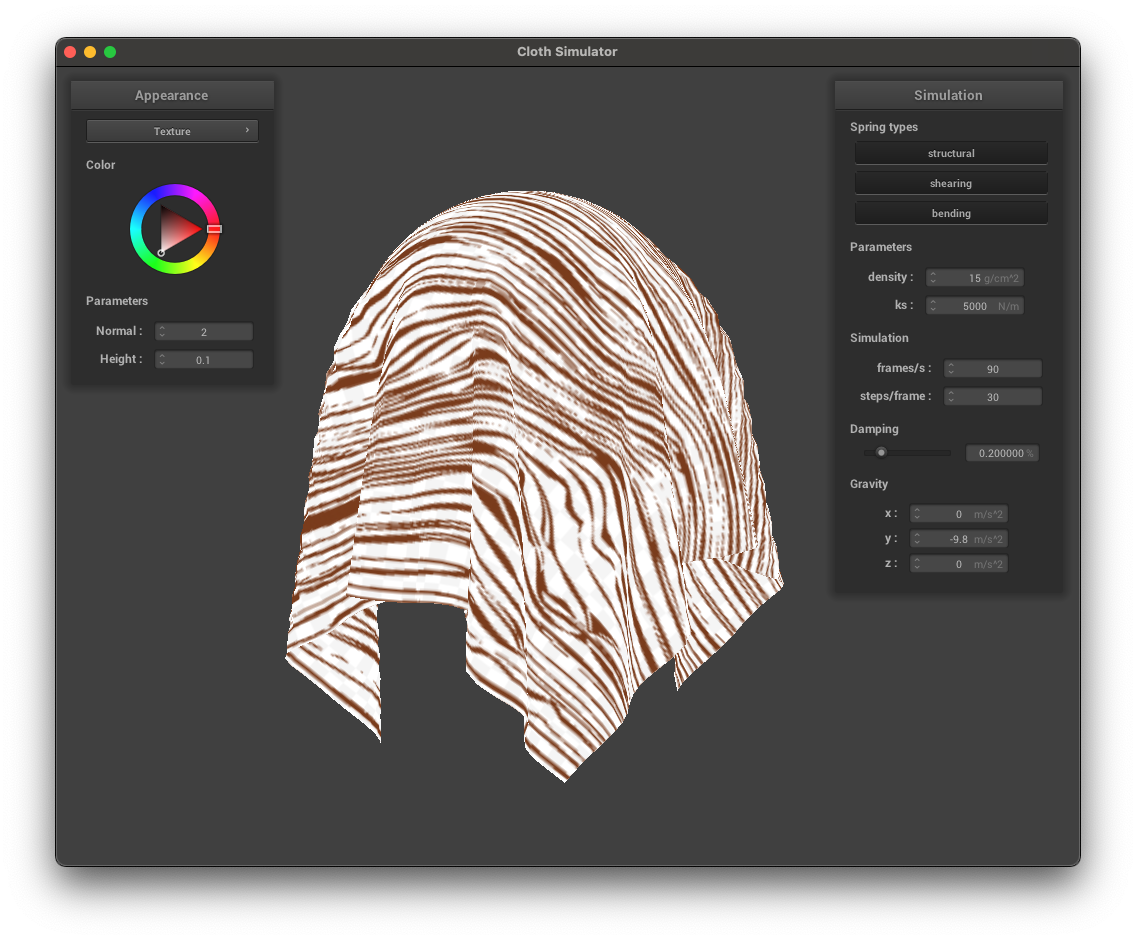 Cloth Simulator
Appearance
Texture ›
Color
Parameters
Normal : 2
Height : 0.1
Simulation
Spring types
structural
shearing
bending
Parameters
density : 15 g/cm^2
ks : 5000 N/m
Simulation
frames/s : 90
steps/frame : 30
Damping
0.200000 %
Gravity
x : 0 m/s^2
y : -9.8 m/s^2
z : 0 m/s^2